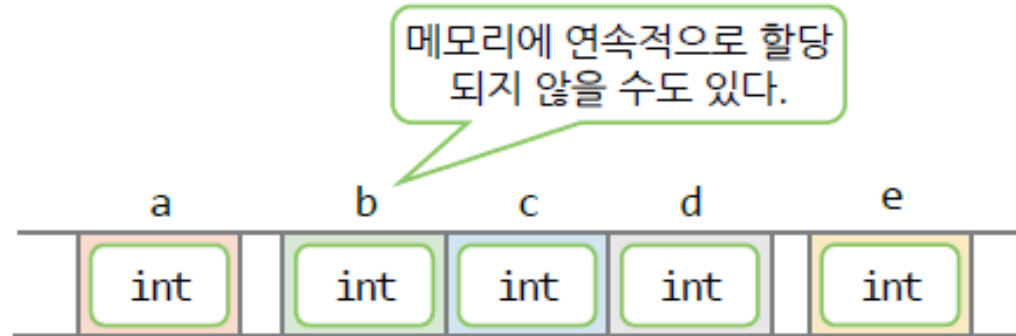 메모리에 연속적으로 할당
되지 않을 수도 있다.
a b c d e
int int int int int